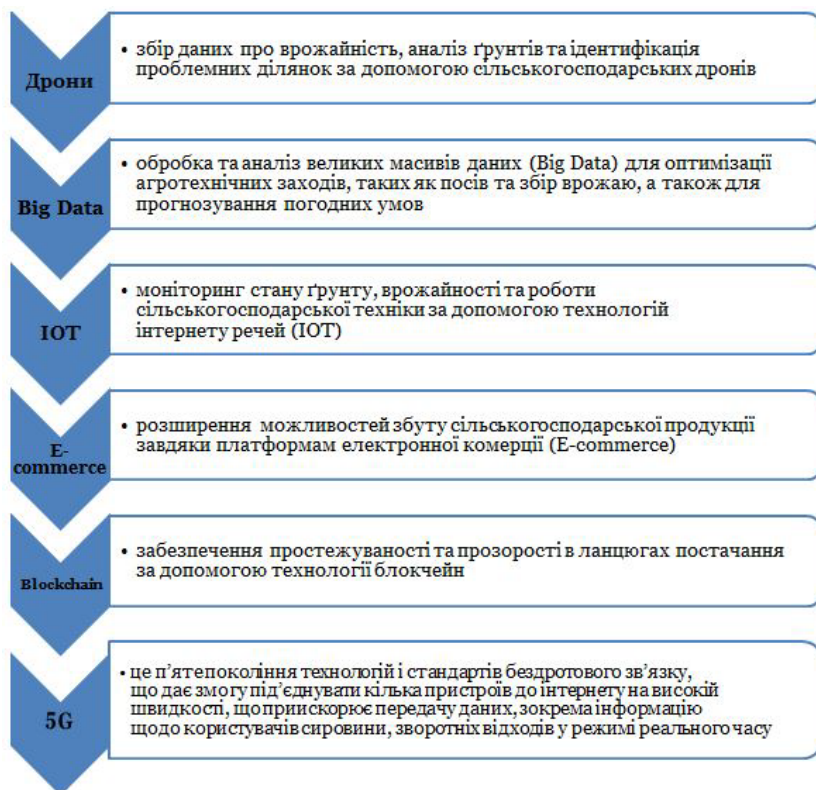 Дрони
• збір даних про врожайність, аналіз ґрунтів та ідентифікація
проблемних ділянок за допомогою сільськогосподарських дронів
Big Data
• обробка та аналіз великих масивів даних (Big Data) для оптимізації
агротехнічних заходів, таких як посів та збір врожаю, а також для
прогнозування погодних умов
IOT
• моніторинг стану ґрунту, врожайності та роботи
сільськогосподарської техніки за допомогою технологій
інтернету речей (IOT)
E-
commerce
• розширення можливостей збуту сільськогосподарської продукції
завдяки платформам електронної комерції (E-commerce)
Blockchain
• забезпечення простежуваності та прозорості в ланцюгах постачання
за допомогою технології блокчейн
5G
• це п’яте покоління технологій і стандартів бездротового зв’язку,
що дає змогу під’єднувати кілька пристроїв до інтернету на високій
швидкості, що приискорює передачу даних, зокрема інформацію
щодо користувачів сировини, зворотніх відходів у режимі реального часу